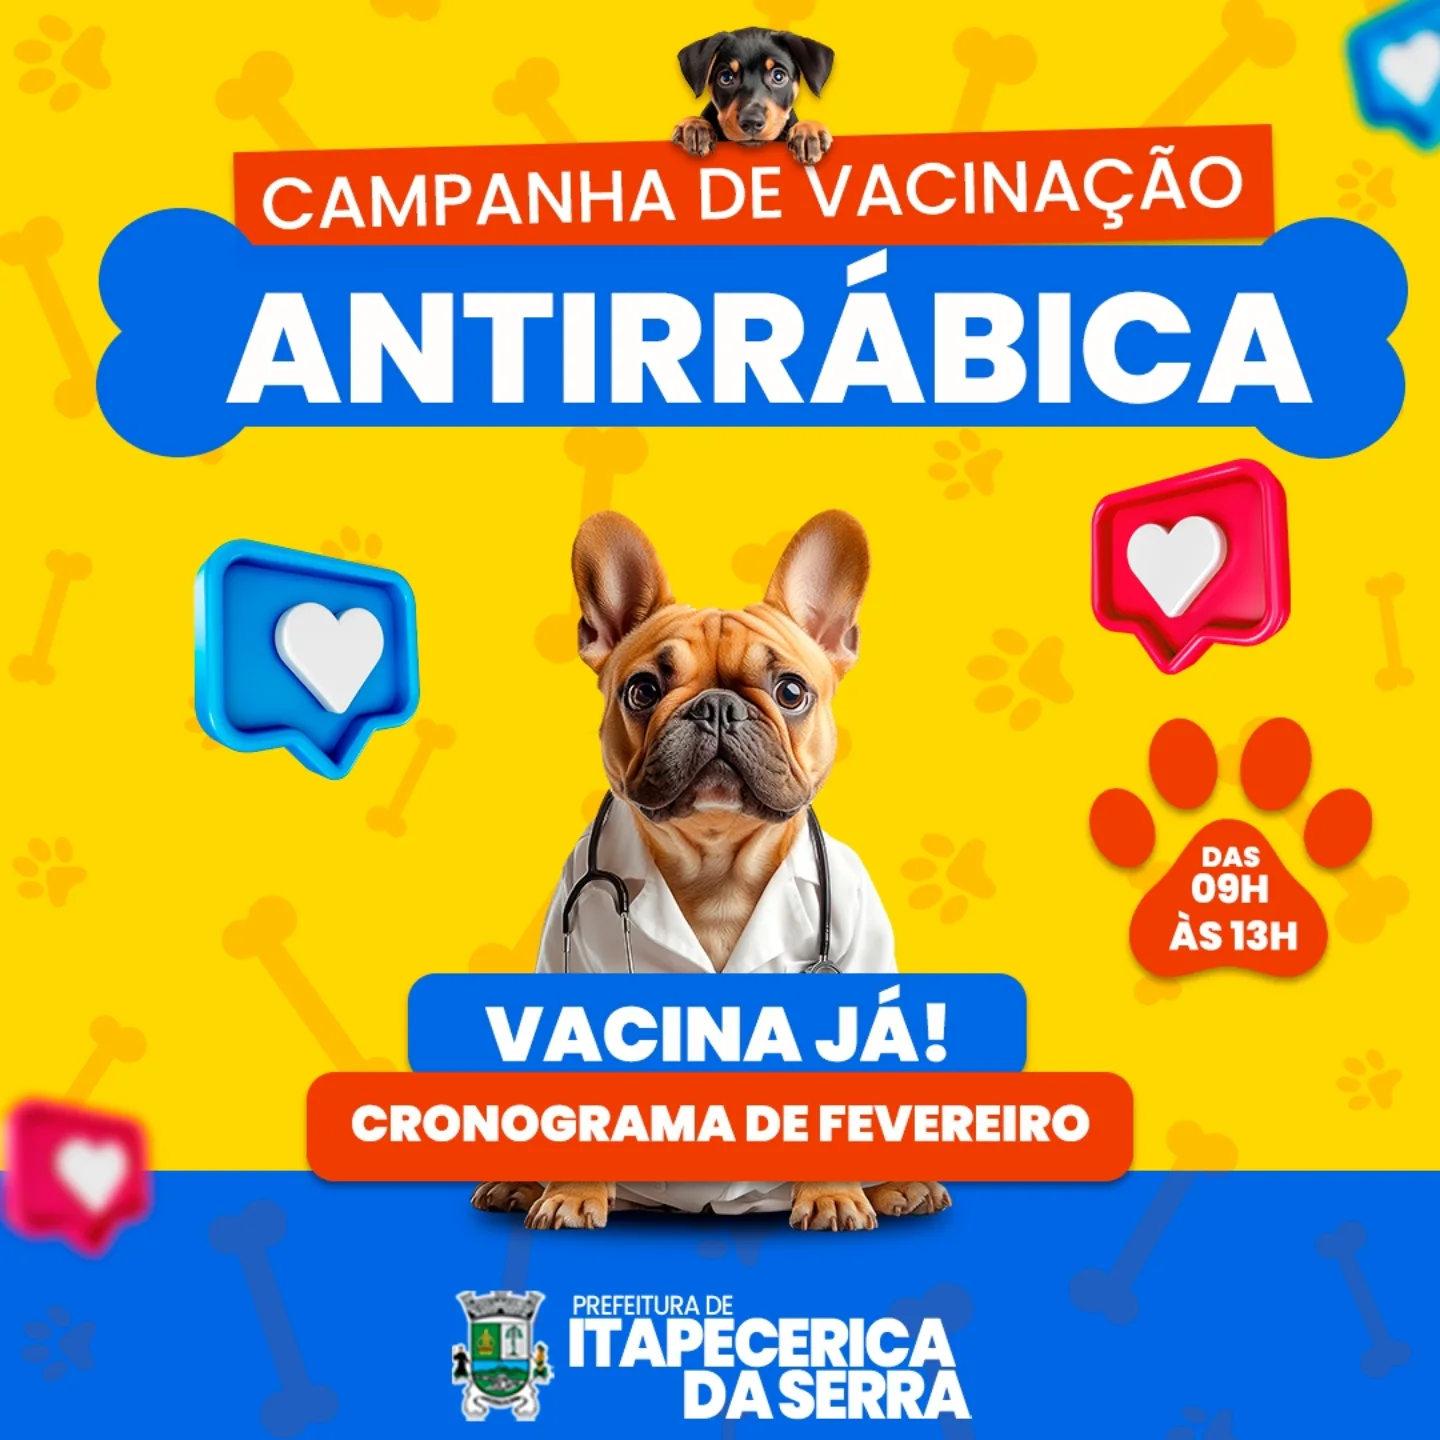 CAMPANHA DE VACINAÇÃO
ANTIRRÁBICA
DAS
09H
ÀS 13H
VACINA JÁ!
CRONOGRAMA DE FEVEREIRO
PREFEITURA DE
ITAPECERICA
DA SERRA